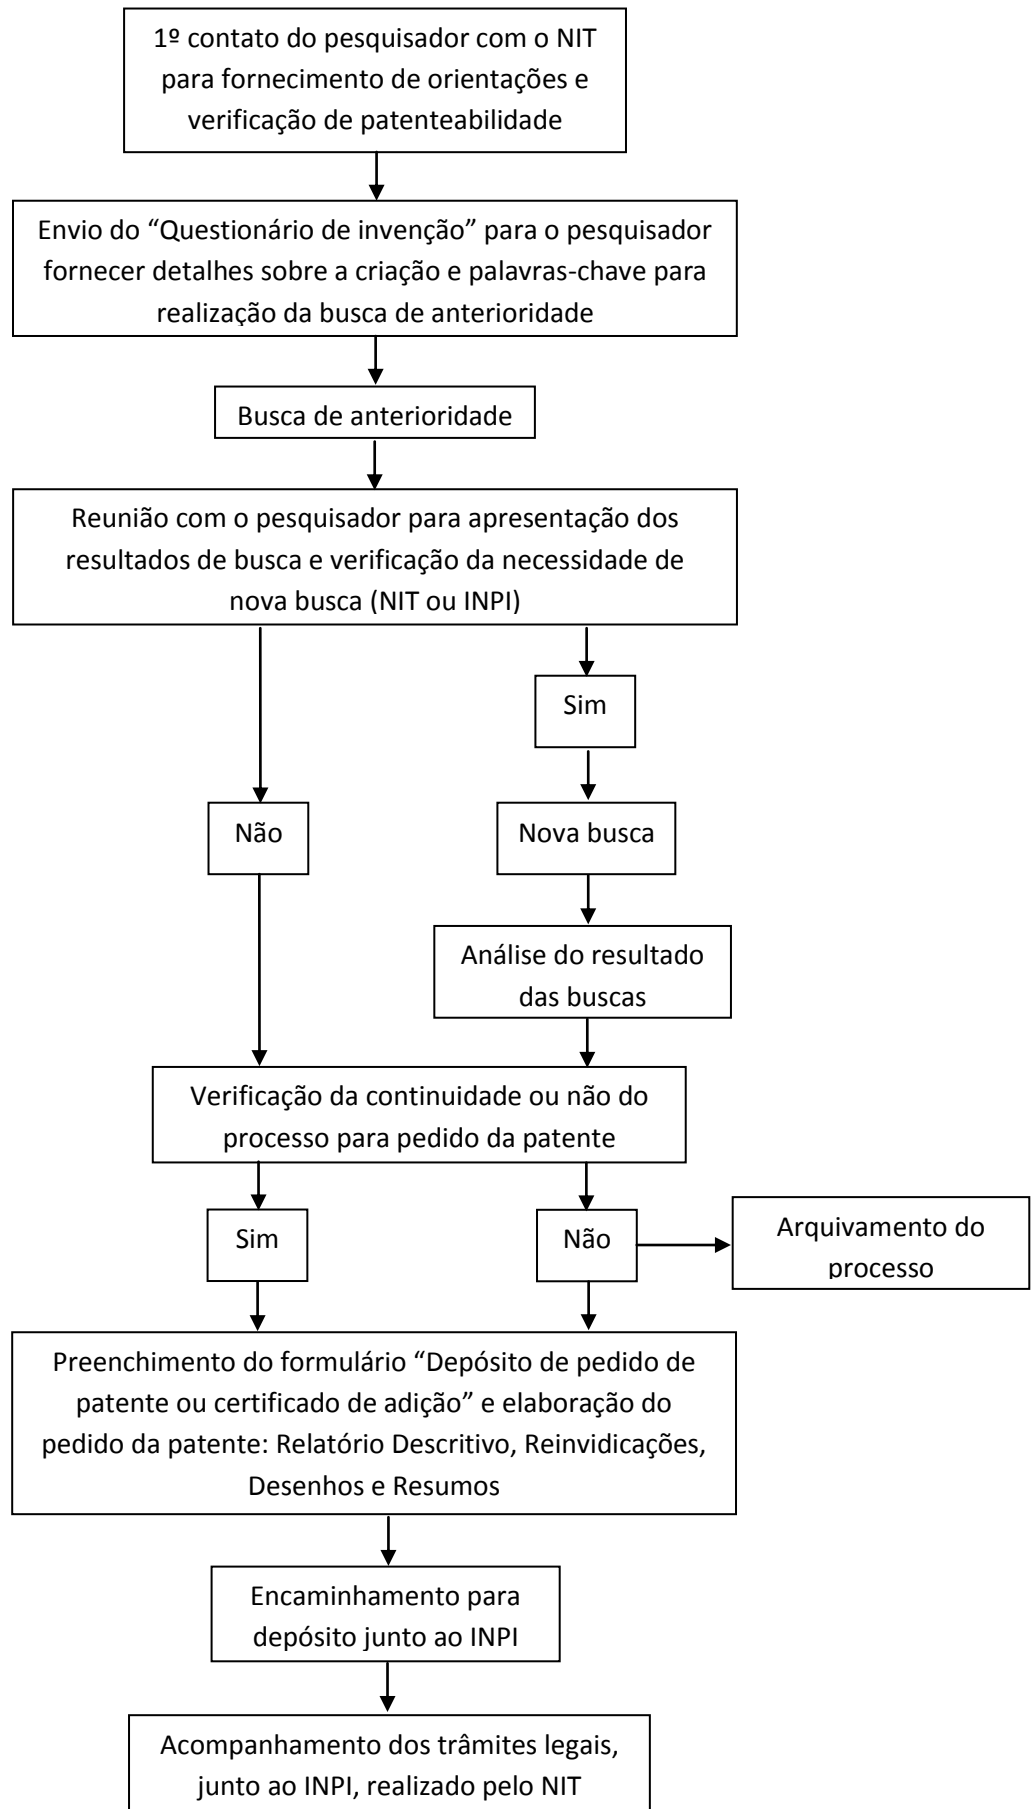 1º contato do pesquisador com o NIT
para fornecimento de orientações e
verificação de patenteabilidade
Envio do “Questionário de invenção” para o pesquisador
fornecer detalhes sobre a criação e palavras-chave para
realização da busca de anterioridade
Busca de anterioridade
Reunião com o pesquisador para apresentação dos
resultados de busca e verificação da necessidade de
nova busca (NIT ou INPI)
Sim
Não
Nova busca
Análise do resultado
das buscas
Verificação da continuidade ou não do
processo para pedido da patente
Sim
Não
Arquivamento do
processo
Preenchimento do formulário “Depósito de pedido de
patente ou certificado de adição” e elaboração do
pedido da patente: Relatório Descritivo, Reinvidicações,
Desenhos e Resumos
Encaminhamento para
depósito junto ao INPI
Acompanhamento dos trâmites legais,
junto ao INPI, realizado pelo NIT